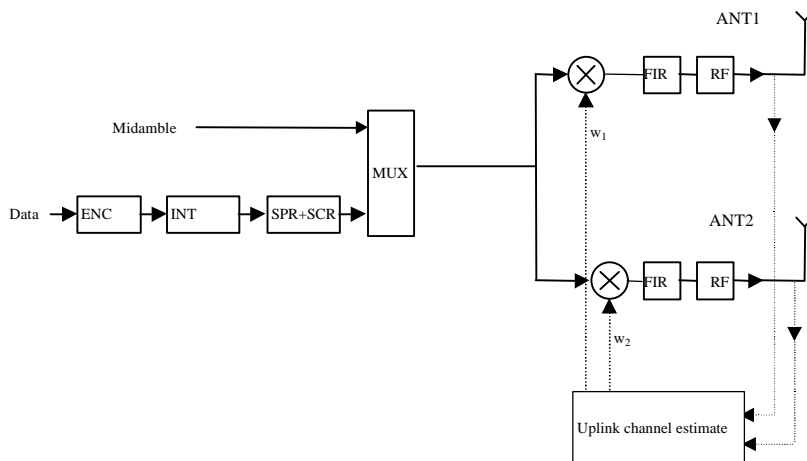 ANT1
FIR
RF
Midamble
w1
MUX
Data
ENC
INT
SPR+SCR
ANT2
FIR
RF
w2
Uplink channel estimate